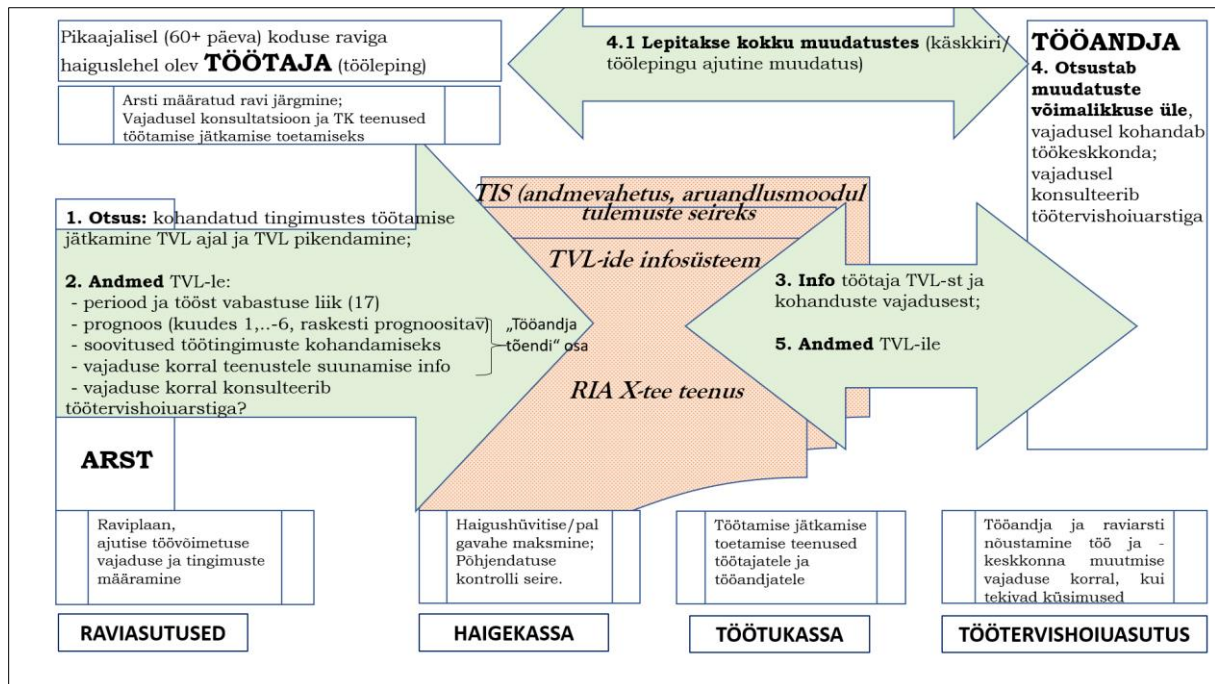 Pikaajalisel (60+ päeva) koduse raviga
haiguslehel olev TÖÖTAJA (tööleping)
Arsti määratud ravi järgmine;
Vajadusel konsultatsioon ja TK teenused
töötamise jätkamise toetamiseks
4.1 Lepitakse kokku muudatustes (käskkiri/
töölepingu ajutine muudatus)
TÖÖANDJA
4. Otsustab
muudatuste
võimalikkuse üle,
vajadusel kohandab
töökeskkonda;
vajadusel
konsulteerib
töötervishoiuarstiga
TIS (andmevahetus, aruandlusmoodul
tulemuste seireks
TVL-ide infosüsteem
RIA X-tee teenus
1. Otsus: kohandatud tingimustes töötamise
jätkamine TVL ajal ja TVL pikendamine;
2. Andmed TVL-le:
- periood ja tööst vabastuse liik (17)
- prognoos (kuudes 1,..-6, raskesti prognoositav)
- soovitused töötingimuste kohandamiseks
- vajaduse korral teenustele suunamise info
- vajaduse korral konsulteerib
töötervishoiuarstiga?
„Tööandja
tõendi“ osa
3. Info töötaja TVL-st ja
kohanduste vajadusest;
5. Andmed TVL-ile
ARST
Raviplaan,
ajutise töövõimetuse
vajaduse ja tingimuste
määramine
Haigushüvitise/pal
gavahe maksmine;
Põhjendatuse
kontrolli seire.
Töötamise jätkamise
toetamise teenused
töötajatele ja
tööandjatele
Tööandja ja raviarsti
nõustamine töö ja -
keskkonna muutmise
vajaduse korral, kui
tekivad küsimused
RAVIASUTUSED
HAIGEKASSA
TÖÖTUKASSA
TÖÖTERVISHOIUASUTUS